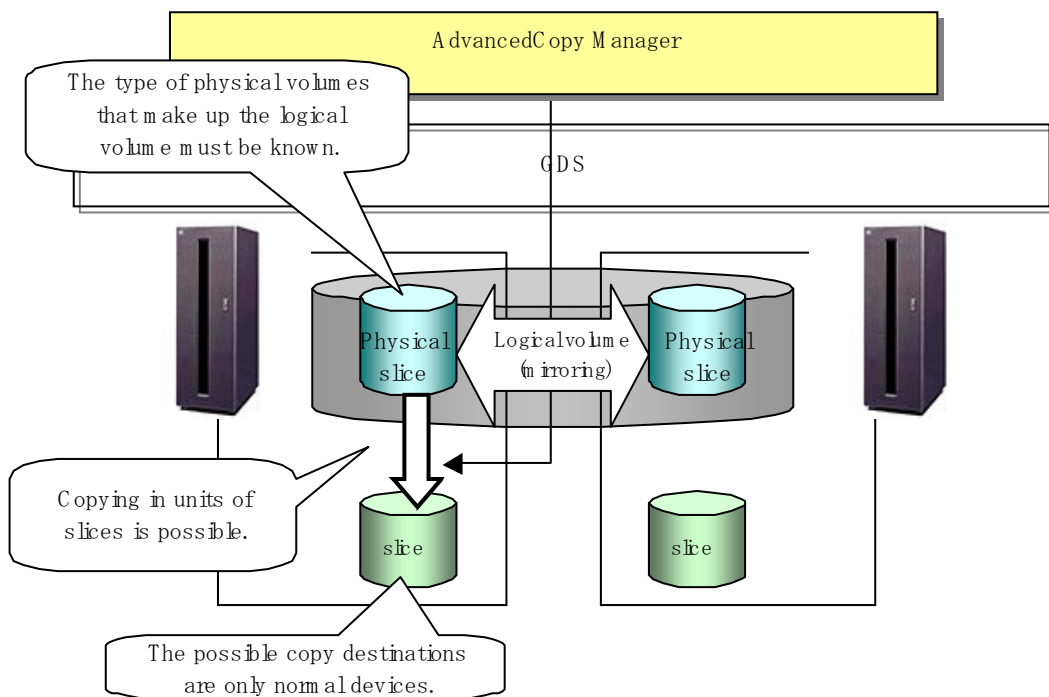 AdvancedCopy Manager
The type of physical volumes
that make up the logical
volume must be known.
GDS
Physical
slice
Logical volume
(mirroring)
Physical
slice
Copying in units of
slices is possible.
slice
slice
The possible copy destinations
are only normal devices.